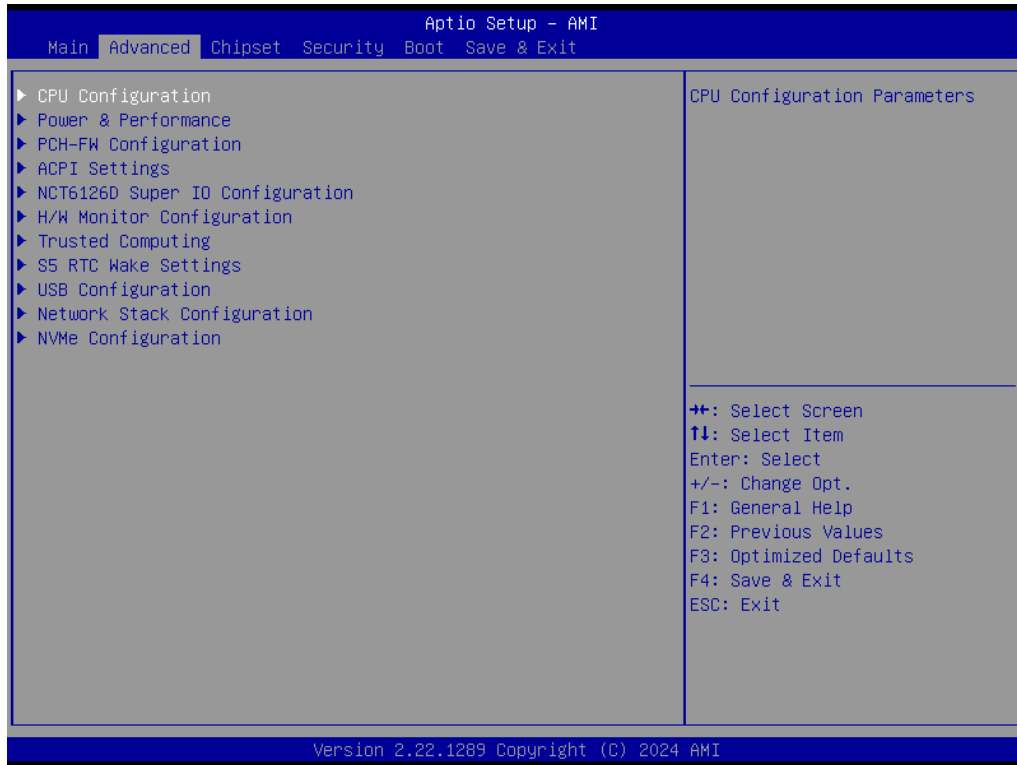 Aptio Setup – AMI
Main Advanced Chipset Security Boot Save & Exit
CPU Configuration
Power & Performance
PCH-FW Configuration
ACPI Settings
NCT6126D Super IO Configuration
H/W Monitor Configuration
Trusted Computing
S5 RTC Wake Settings
USB Configuration
Network Stack Configuration
NVMe Configuration
CPU Configuration Parameters
→←: Select Screen
↑↓: Select Item
Enter: Select
+/-: Change Opt.
F1: General Help
F2: Previous Values
F3: Optimized Defaults
F4: Save & Exit
ESC: Exit
Version 2.22.1289 Copyright (C) 2024 AMI